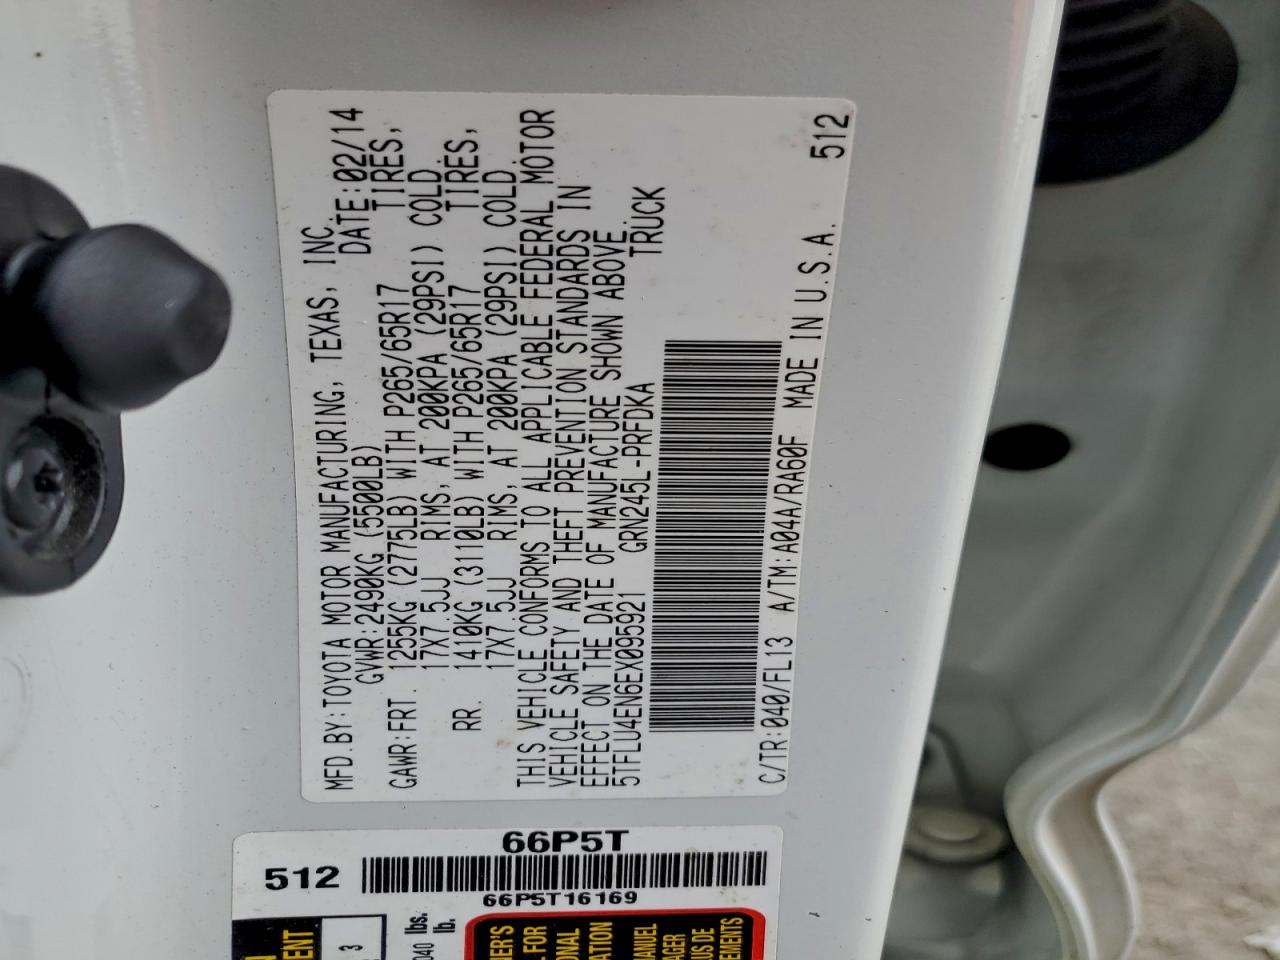 MFD.BY:TOYOTA MOTOR MANUFACTURING, TEXAS, INC.
GVWR:2490KG (5500LB) DATE:02/14
GAWR:FRT. 1255KG (2775LB) WITH P265/65R17 TIRES,
17X7.5JJ RIMS, AT 200KPA (29PSI) COLD.
RR. 1410KG (3110LB) WITH P265/65R17 TIRES,
17X7.5JJ RIMS, AT 200KPA (29PSI) COLD.
THIS VEHICLE CONFORMS TO ALL APPLICABLE FEDERAL MOTOR
VEHICLE SAFETY AND THEFT PREVENTION STANDARDS IN
EFFECT ON THE DATE OF MANUFACTURE SHOWN ABOVE.
5TFLU4EN6EX095921 GRN245L-PRFDKA TRUCK
C/TR:040/FL13 A/TM:A04A/RA60F MADE IN U.S.A. 512
66P5T
512
66P5T16169
3
lbs.
lb.